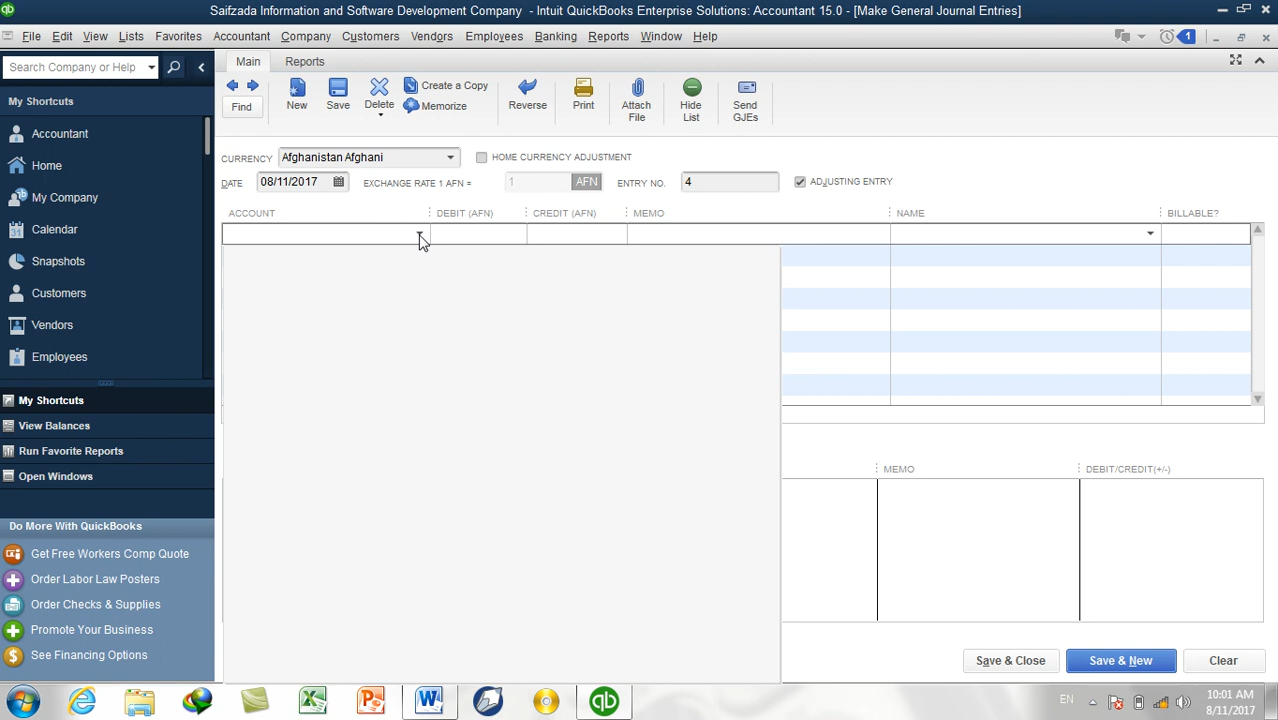 Saifzada Information and Software Development Company - Intuit QuickBooks Enterprise Solutions: Accountant 15.0 - [Make General Journal Entries]
File Edit View Lists Favorites Accountant Company Customers Vendors Employees Banking Reports Window Help 1
Search Company or Help
My Shortcuts
Accountant
Home
My Company
Calendar
Snapshots
Customers
Vendors
Employees
My Shortcuts
View Balances
Run Favorite Reports
Open Windows
Do More With QuickBooks
Get Free Workers Comp Quote
Order Labor Law Posters
Order Checks & Supplies
Promote Your Business
See Financing Options
Main Reports
Find New Save Delete Create a Copy Memorize Reverse Print Attach File Hide List Send GJEs
CURRENCY Afghanistan Afghani HOME CURRENCY ADJUSTMENT
DATE 08/11/2017 EXCHANGE RATE 1 AFN = 1 AFN ENTRY NO. 4 ADJUSTING ENTRY
ACCOUNT DEBIT (AFN) CREDIT (AFN) MEMO NAME BILLABLE?
MEMO DEBIT/CREDIT(+/-)
Save & Close Save & New Clear
EN 10:01 AM
8/11/2017